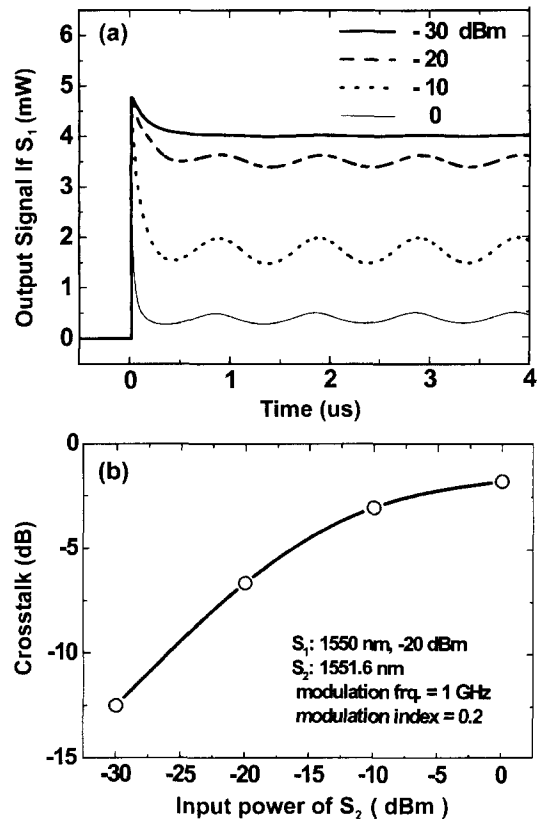 (a)
- 30 dBm
- 20
- 10
0
Output Signal If S₁ (mW)
6
5
4
3
2
1
0
0 1 2 3 4
Time (us)
(b)
Crosstalk (dB)
0
-5
-10
-15
S₁: 1550 nm, -20 dBm
S₂: 1551.6 nm
modulation frq. = 1 GHz
modulation index = 0.2
-30 -25 -20 -15 -10 -5 0
Input power of S₂ ( dBm )